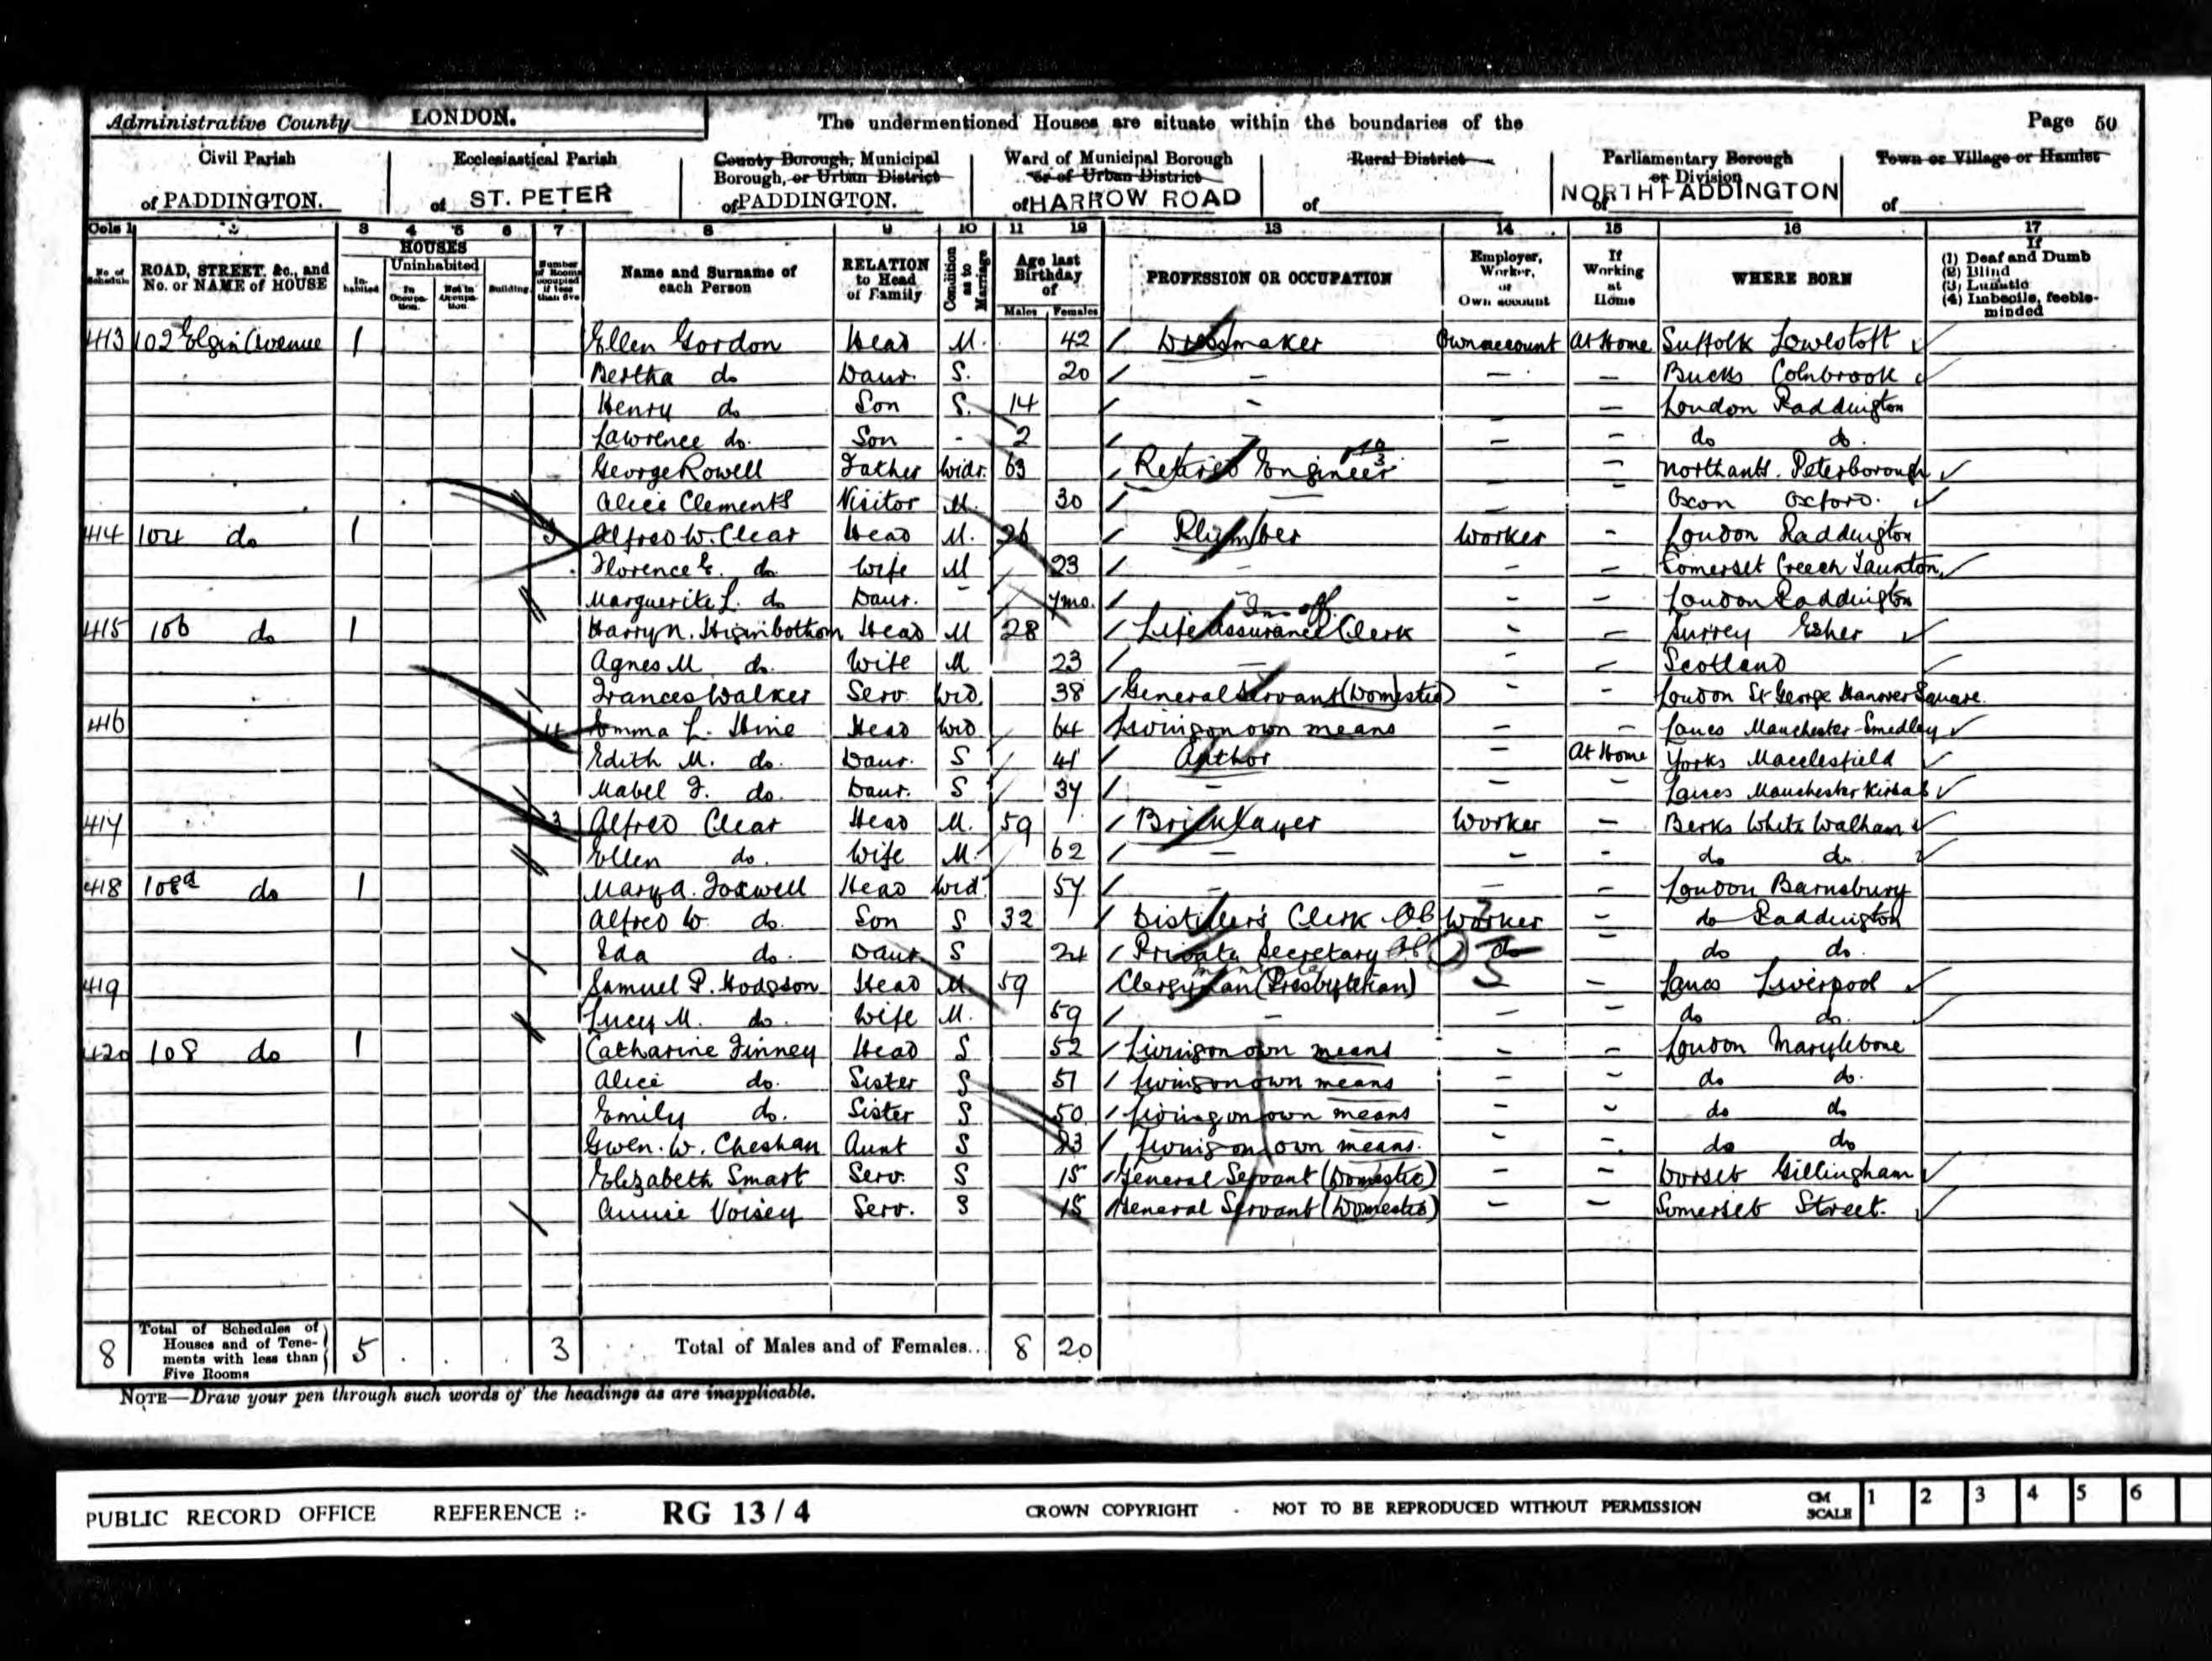 Administrative County LONDON. The undermentioned Houses are situate within the boundaries of the Page 50
Civil Parish of PADDINGTON.
Ecclesiastical Parish of ST. PETER
County Borough, Municipal Borough, or Urban District of PADDINGTON.
Ward of Municipal Borough or of Urban District of HARROW ROAD
Rural District of
Parliamentary Borough or Division of NORTH PADDINGTON
Town or Village or Hamlet of
Cols 1 2 3 4 5 6 7 8 9 10 11 12 13 14 15 16 17
No. of Schedule
ROAD, STREET, &c., and No. or NAME of HOUSE
HOUSES
Inhabited
Uninhabited
In Occupation.
Not in Occupation.
Building.
Number of Rooms occupied if less than five
Name and Surname of each Person
RELATION to Head of Family
Condition as to Marriage
Age last Birthday of
Males Females
PROFESSION OR OCCUPATION
Employer, Worker, or Own account
If Working at Home
WHERE BORN
If
(1) Deaf and Dumb
(2) Blind
(3) Lunatic
(4) Imbecile, feeble-minded
413 102 Elgin Avenue 1 Ellen Gordon Head M. 42 Dressmaker Own account At Home Suffolk Lowestoft
Bertha do Daur. S. 20 – – – Bucks Colnbrook
Henry do Son S. 14 – – London Paddington
Lawrence do. Son - 2 – – – do do.
George Rowell Father Widr. 63 Retired Engineer – – Northants. Peterborough
Alice Clements Visitor M. 30 – – – Oxon Oxford.
414 104 do 1 3 Alfred W. Clear Head M. 26 Plumber Worker – London Paddington
Florence E. do Wife M 23 – – – Somerset Creech Taunton
Marguerite L. do Daur. – 7mo. – – – London Paddington
415 106 do 1 Harry N. Higinbothom Head M 28 Life Assurance Clerk – – Surrey Esher
Agnes M do. Wife M 23 – – – Scotland
Frances Walker Serv. Wid. 38 General Servant (Domestic) – – London St George Hanover Square
416 4 Emma L. Hine Head Wid 64 Living on own means – – Lancs Manchester-Smedley
Edith M. do. Daur. S 41 Author – At Home Yorks Macclesfield
Mabel F. do. Daur. S 37 – – – Lancs Manchester Kirsal
417 3 Alfred Clear Head M. 59 Bricklayer Worker – Berks White Walham
Ellen do. Wife M. 62 – – – do do
418 108a do 1 Mary A. Foxwell Head Wid. 57 – – – London Barnsbury
Alfred W. do. Son S 32 Distiller's Clerk Worker – do Paddington
Ida do. Daur S 24 Private Secretary do – do do.
419 Samuel P. Hodgson Head M 59 Clergyman (Presbyterian) – Lancs Liverpool
Lucy M. do. Wife M. 59 – – – do do.
420 108 do 1 Catharine Finney Head S 52 Living on own means – – London Marylebone
Alice do. Sister S 51 Living on own means – – do do.
Emily do. Sister S 50 Living on own means – – do do
Gwen. W. Cheshan Aunt S 83 Living on own means. – – do do
Elizabeth Smart Serv. S 15 General Servant (Domestic) – – Dorset Gillingham
Annie Voisey Serv. S 15 General Servant (Domestic) – – Somerset Street.
8 Total of Schedules of Houses and of Tenements with less than Five Rooms 5 . . 3 Total of Males and of Females... 8 20
NOTE—Draw your pen through such words of the headings as are inapplicable.
PUBLIC RECORD OFFICE REFERENCE :- RG 13 / 4 CROWN COPYRIGHT - NOT TO BE REPRODUCED WITHOUT PERMISSION CM SCALE 1 2 3 4 5 6